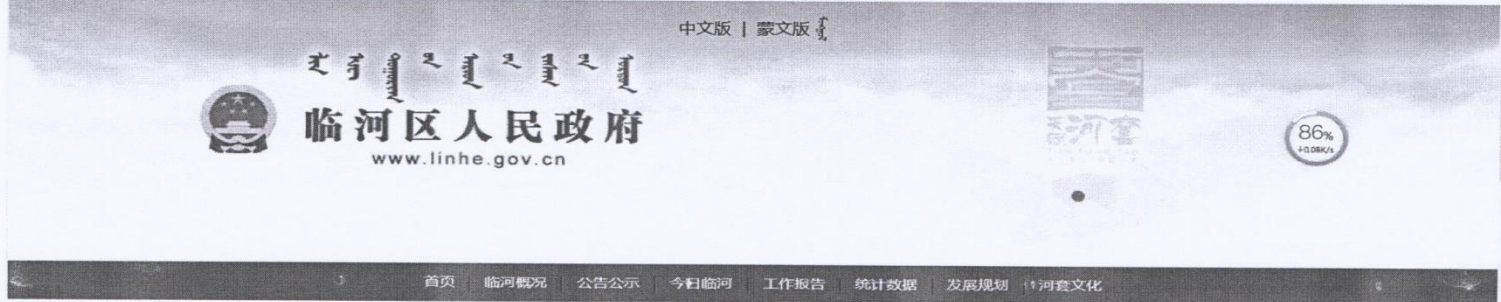 中文版 | 蒙文版
临河区人民政府
www.linhe.gov.cn
86%
↓0.08K/s
首页 临河概况 公告公示 今日临河 工作报告 统计数据 发展规划 河套文化